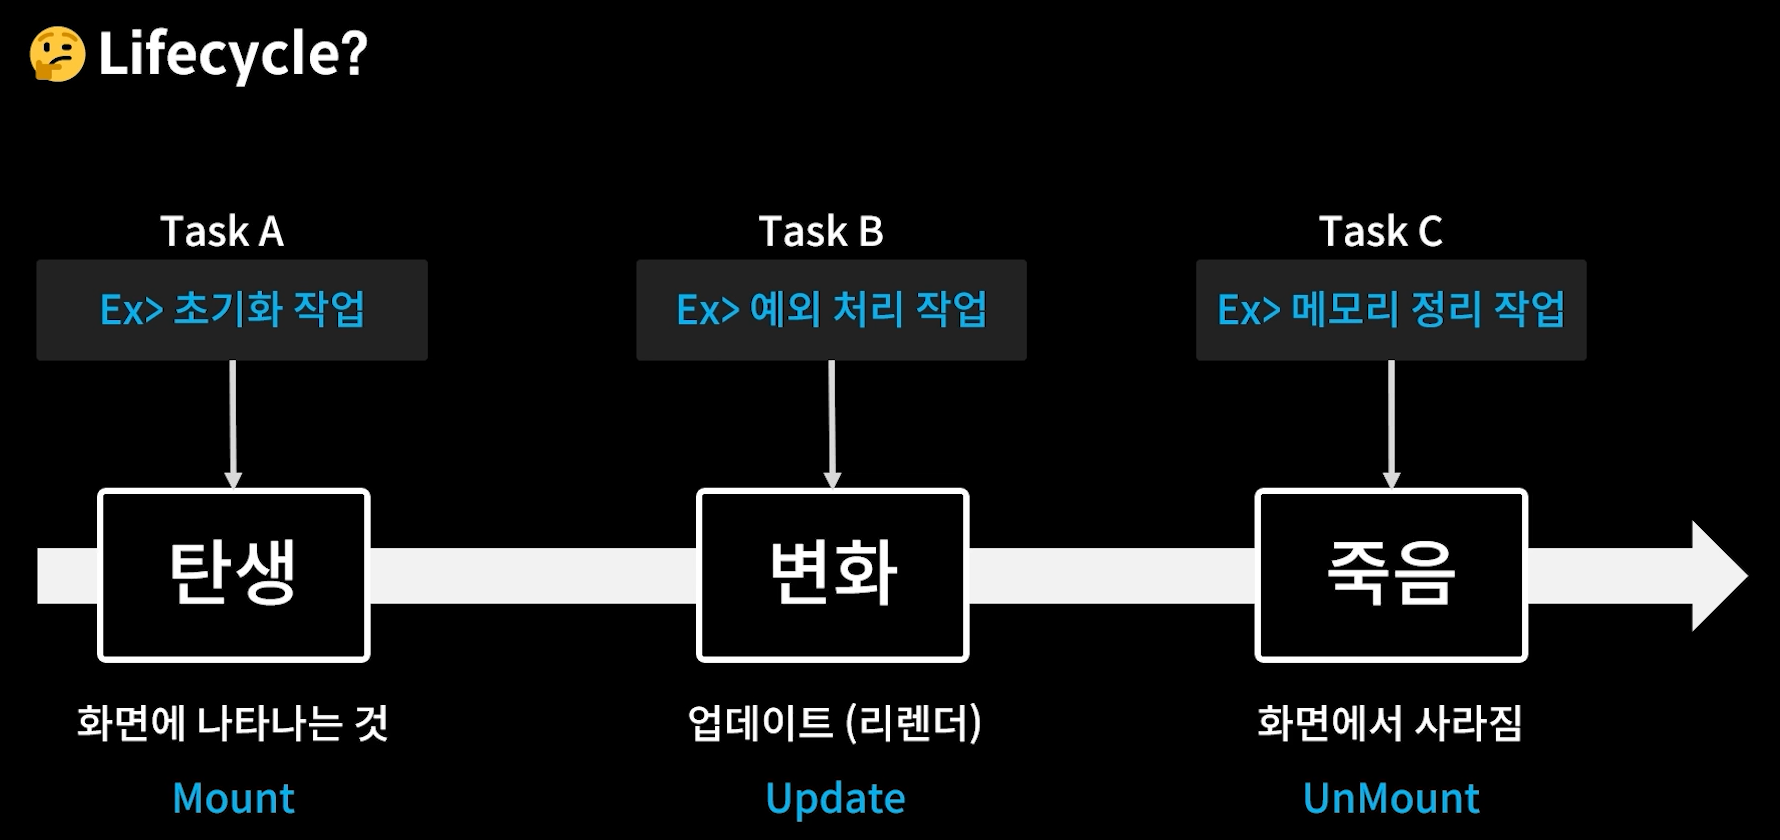 🤔 Lifecycle?
Task A
Ex> 초기화 작업
Task B
Ex> 예외 처리 작업
Task C
Ex> 메모리 정리 작업
탄생
변화
죽음
화면에 나타나는 것
Mount
업데이트 (리렌더)
Update
화면에서 사라짐
UnMount